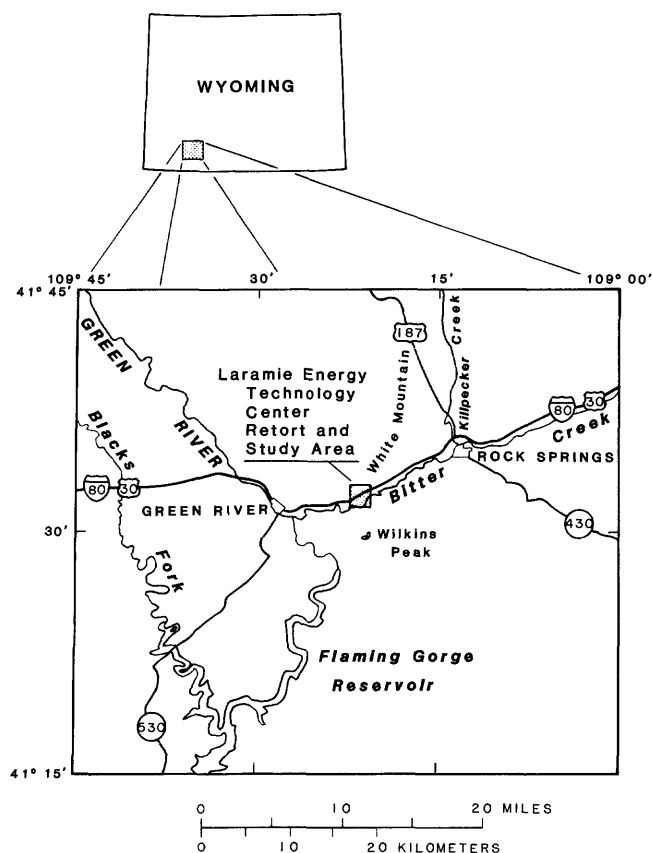 WYOMING
109° 45'
30'
15'
109° 00'
41° 45'
GREEN
RIVER
187
Creek
Killpecker
White Mountain
Laramie Energy
Technology
Center
Retort and
Study Area
80
30
Creek
Bitter
ROCK SPRINGS
Blacks
Fork
80
30
GREEN RIVER
30'
Wilkins
Peak
430
Flaming Gorge
Reservoir
530
41° 15'
0 10 20 MILES
0 10 20 KILOMETERS